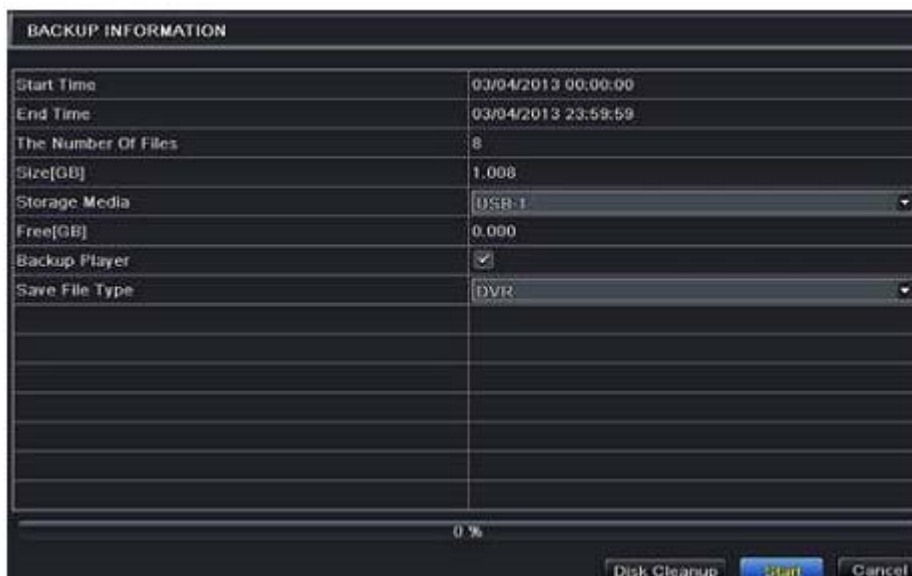 BACKUP INFORMATION
Start Time 03/04/2013 00:00:00
End Time 03/04/2013 23:59:59
The Number Of Files 8
Size[GB] 1.008
Storage Media USB-1
Free[GB] 0.000
Backup Player
Save File Type DVR
0 %
Disk Cleanup Start Cancel